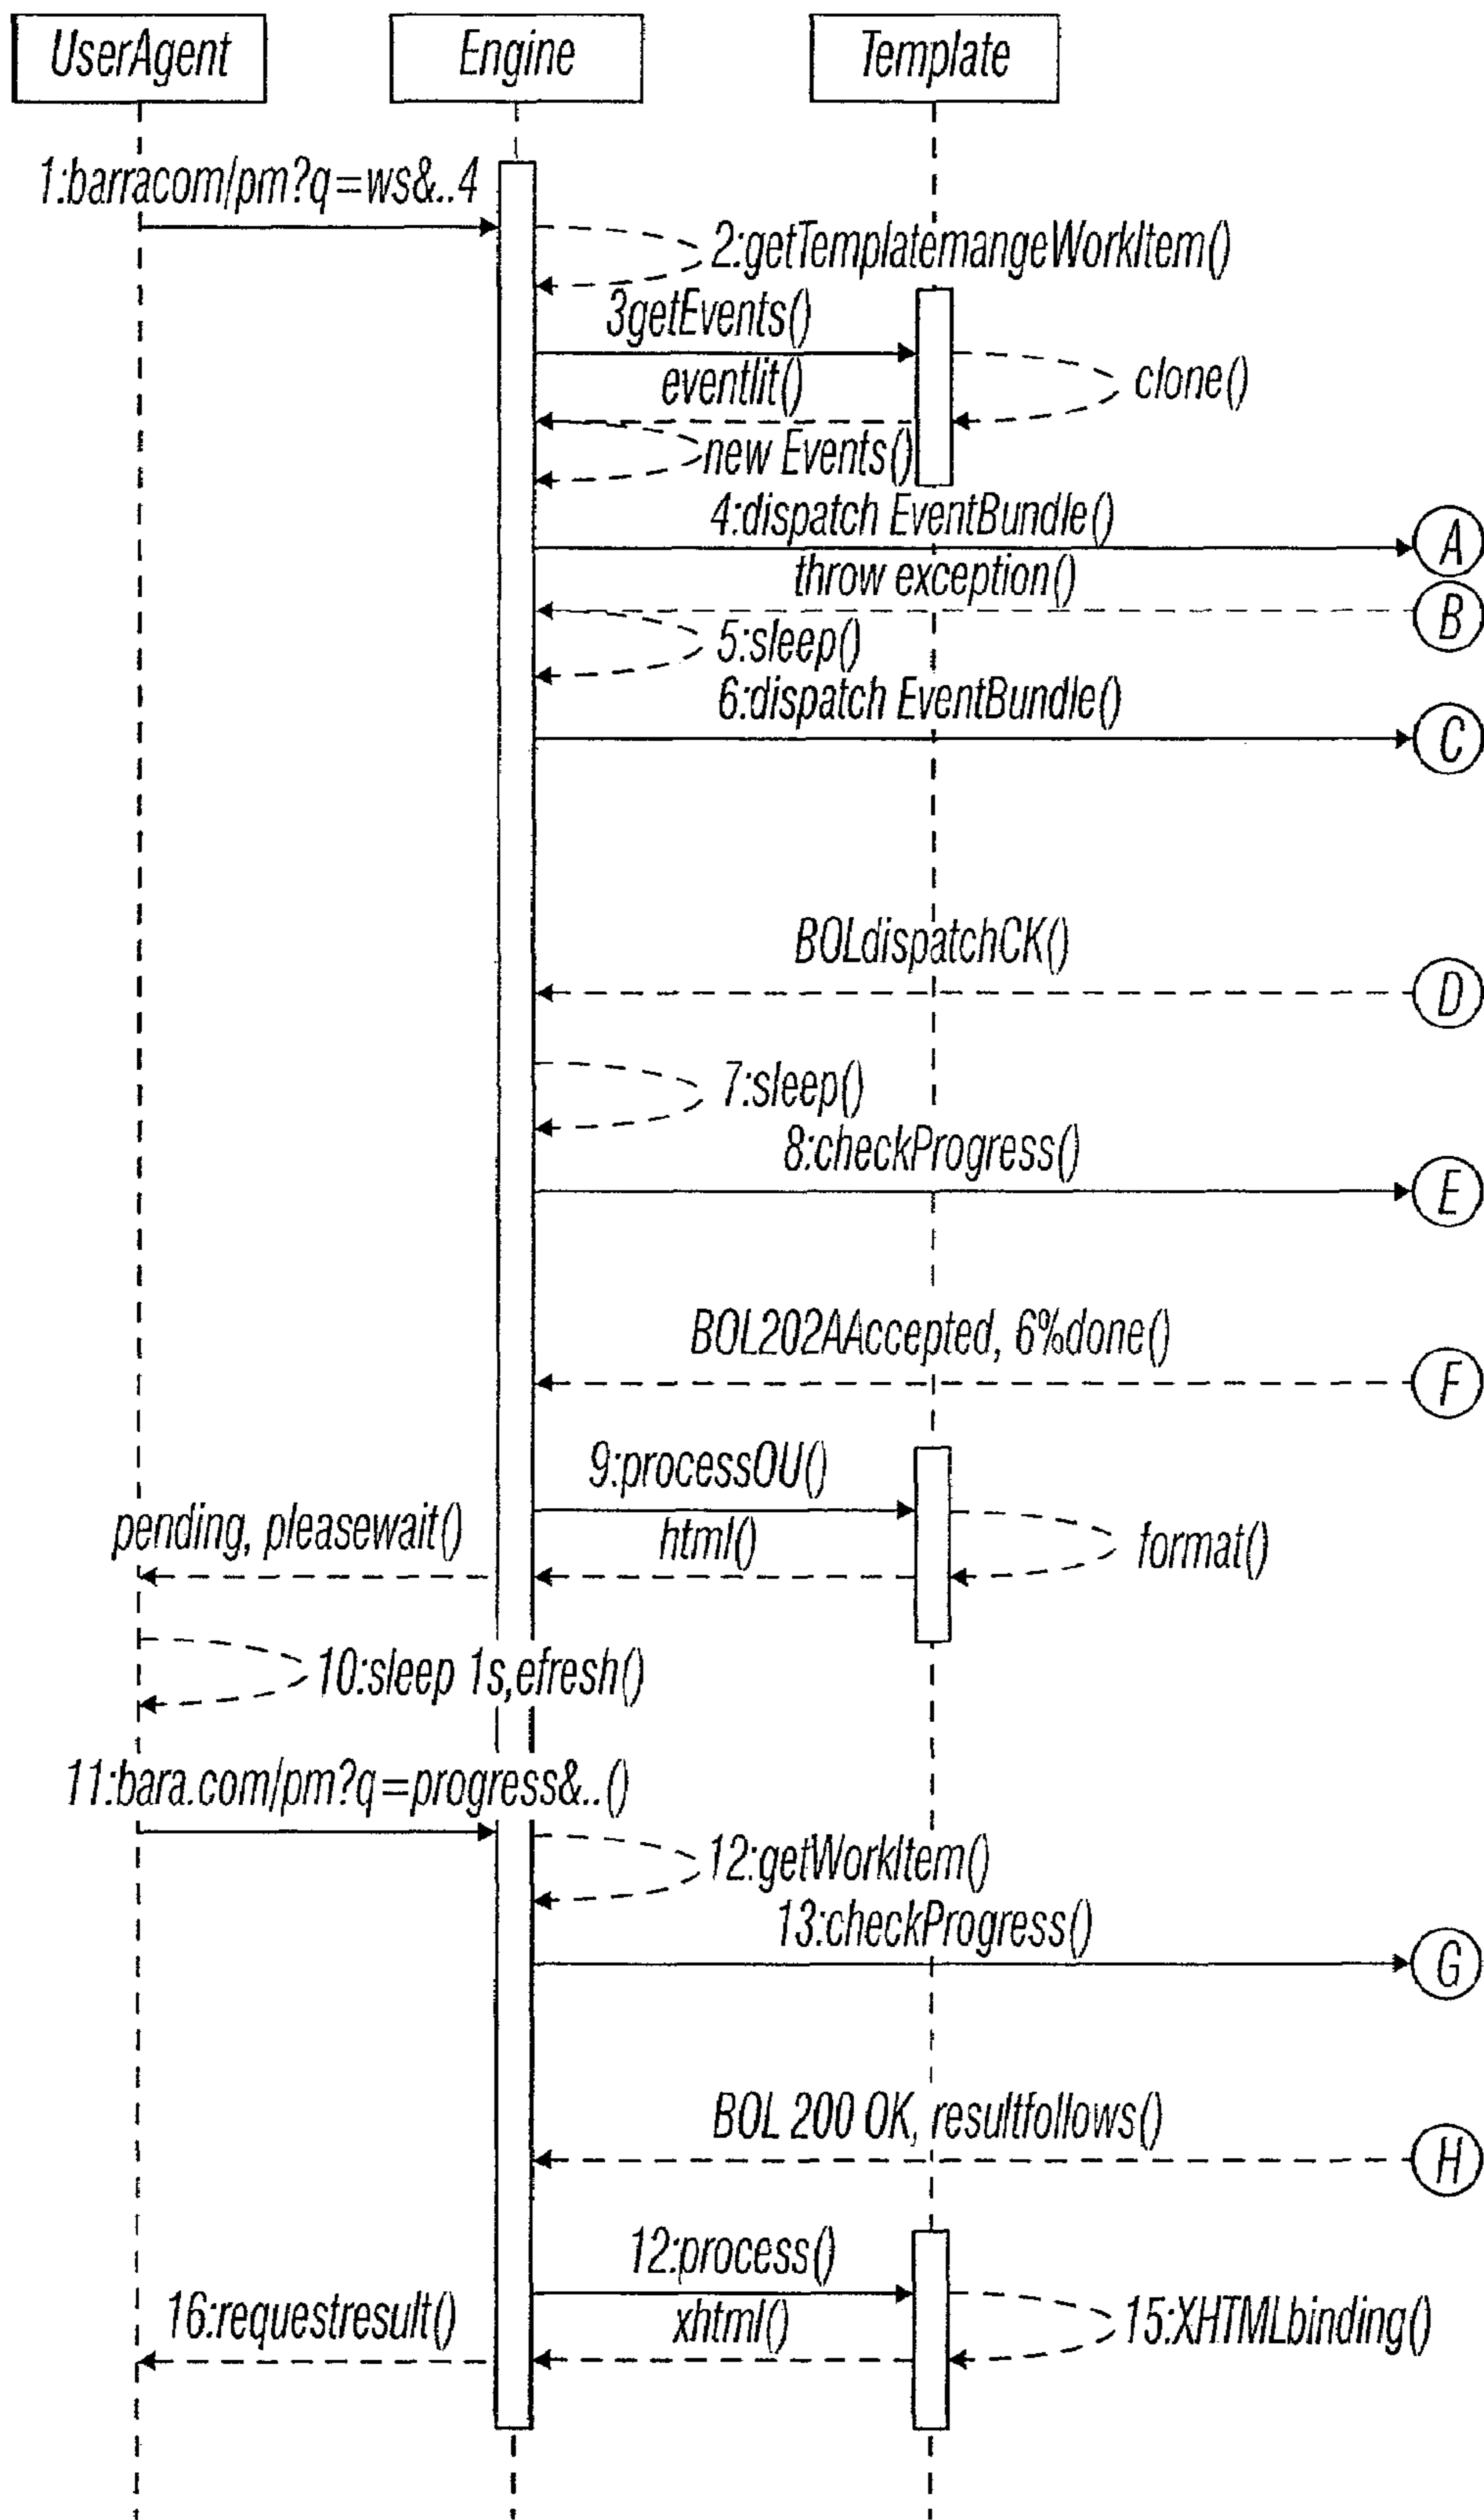 UserAgent
Engine
Template
1:barracom/pm?q=ws&..4
2:getTemplatemangeWorkItem()
3getEvents()
eventlit()
clone()
new Events()
4:dispatch EventBundle()
A
throw exception()
B
5:sleep()
6:dispatch EventBundle()
C
BOLdispatchCK()
D
7:sleep()
8:checkProgress()
E
BOL202AAccepted, 6%done()
F
9:processOU()
pending, pleasewait()
html()
format()
10:sleep 1s,efresh()
11:bara.com/pm?q=progress&..()
12:getWorkItem()
13:checkProgress()
G
BOL 200 OK, resultfollows()
H
12:process()
16:requestresult()
xhtml()
15:XHTMLbinding()